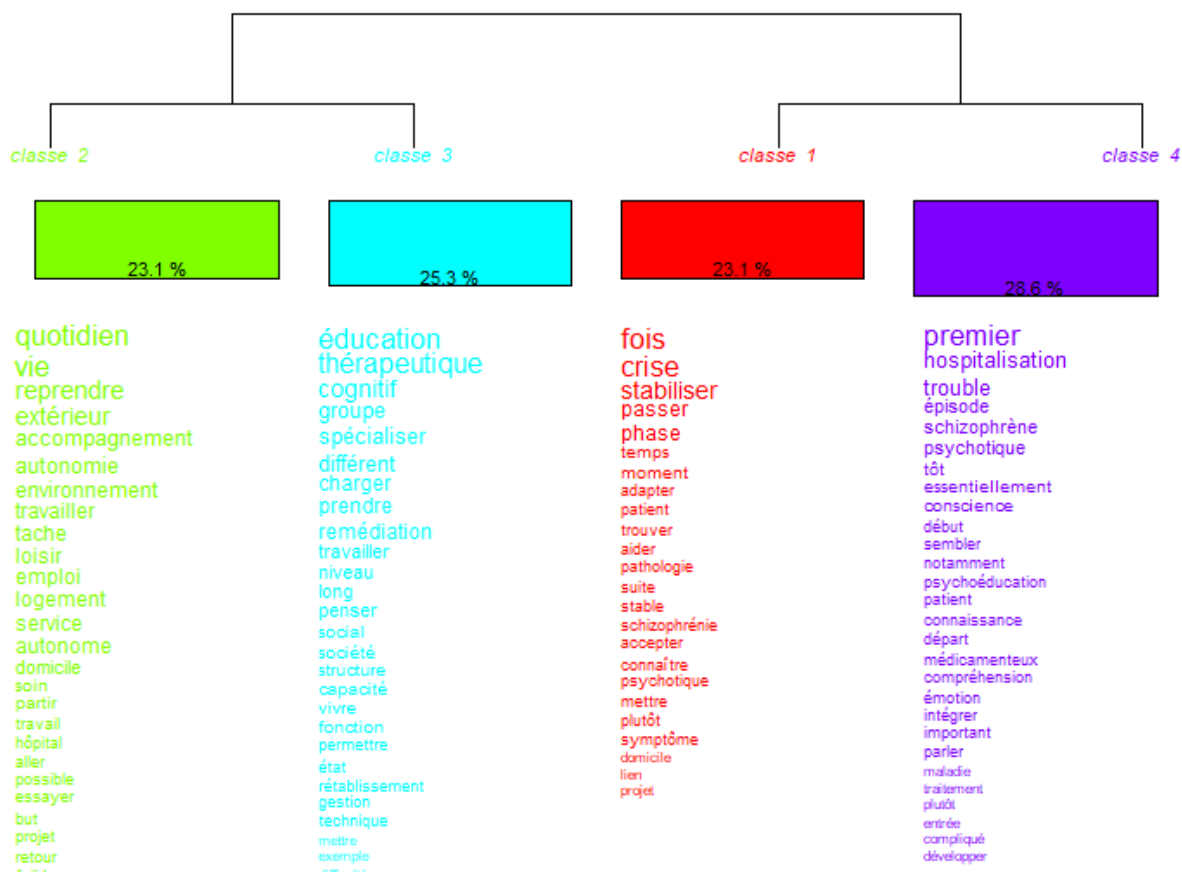 classe 2
classe 3
classe 1
classe 4
23.1 %
25.3 %
23.1 %
28.6 %
quotidien
vie
reprendre
extérieur
accompagnement
autonomie
environnement
travailler
tache
loisir
emploi
logement
service
autonome
domicile
soin
partir
travail
hôpital
aller
possible
essayer
but
projet
retour
éducation
thérapeutique
cognitif
groupe
spécialiser
différent
charger
prendre
remédiation
travailler
niveau
long
penser
social
société
structure
capacité
vivre
fonction
permettre
état
rétablissement
gestion
technique
mettre
exemple
fois
crise
stabiliser
passer
phase
temps
moment
adapter
patient
trouver
aider
pathologie
suite
stable
schizophrénie
accepter
connaître
psychotique
mettre
plutôt
symptôme
domicile
lien
projet
premier
hospitalisation
trouble
épisode
schizophrène
psychotique
tôt
essentiellement
conscience
début
sembler
notamment
psychoéducation
patient
connaissance
départ
médicamenteux
compréhension
émotion
intégrer
important
parler
maladie
traitement
plutôt
entrée
compliqué
développer